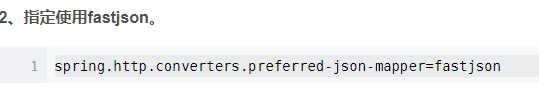 2、指定使用fastjson。
1 spring.http.converters.preferred-json-mapper=fastjson